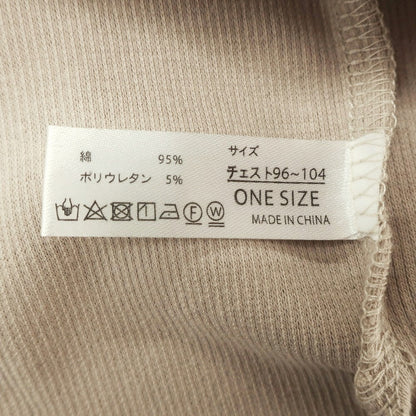 綿 95%
ポリウレタン 5%
サイズ
チェスト96~104
ONE SIZE
MADE IN CHINA
F W